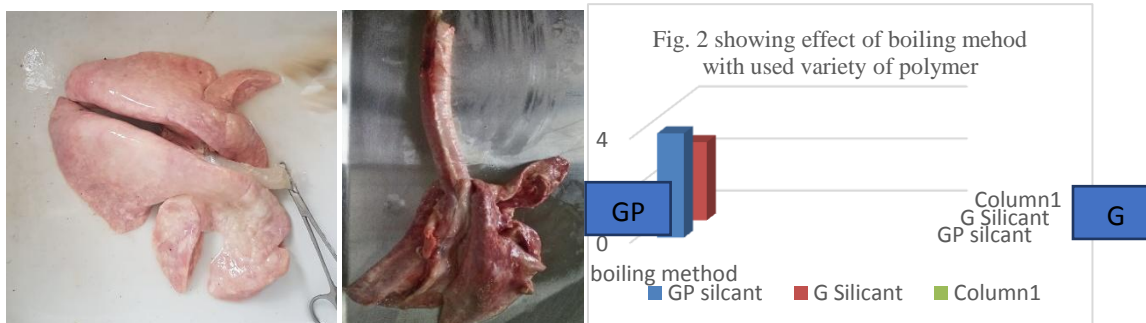 Fig. 2 showing effect of boiling mehod
with used variety of polymer
4
0
GP
G
Column1
G Silicant
GP silcant
boiling method
GP silcant G Silicant Column1